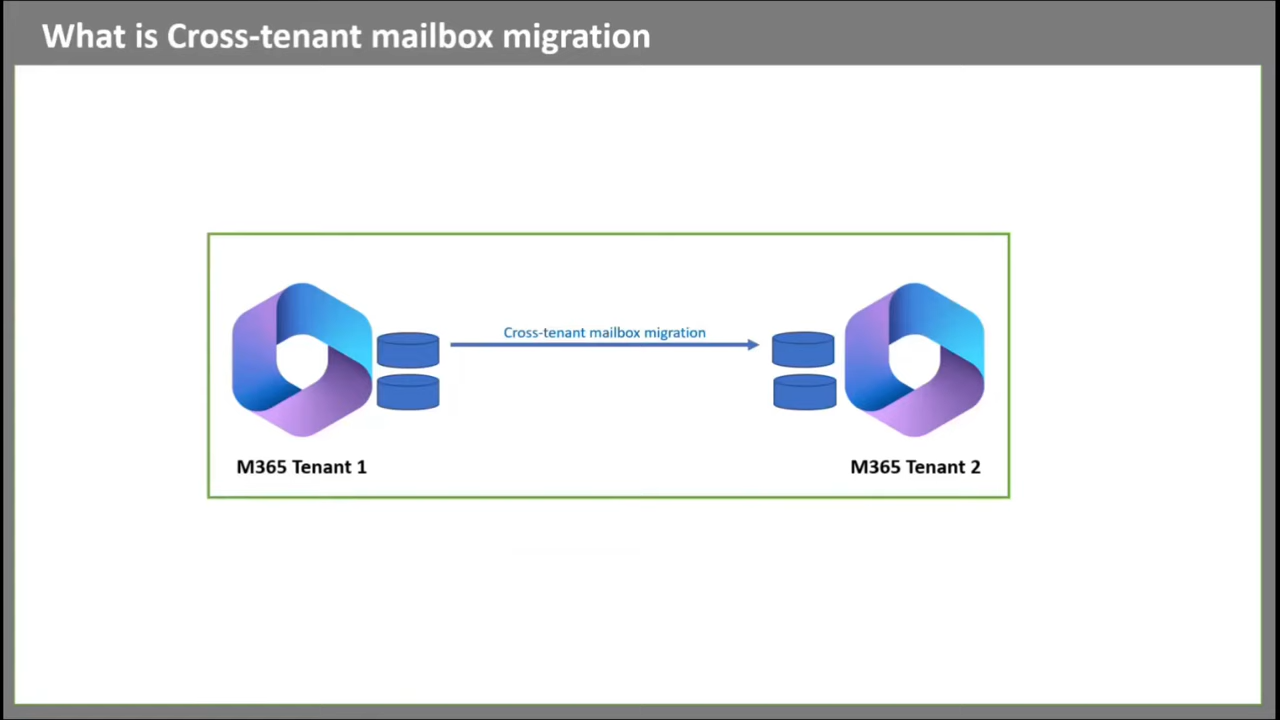 What is Cross-tenant mailbox migration
Cross-tenant mailbox migration
M365 Tenant 1
M365 Tenant 2